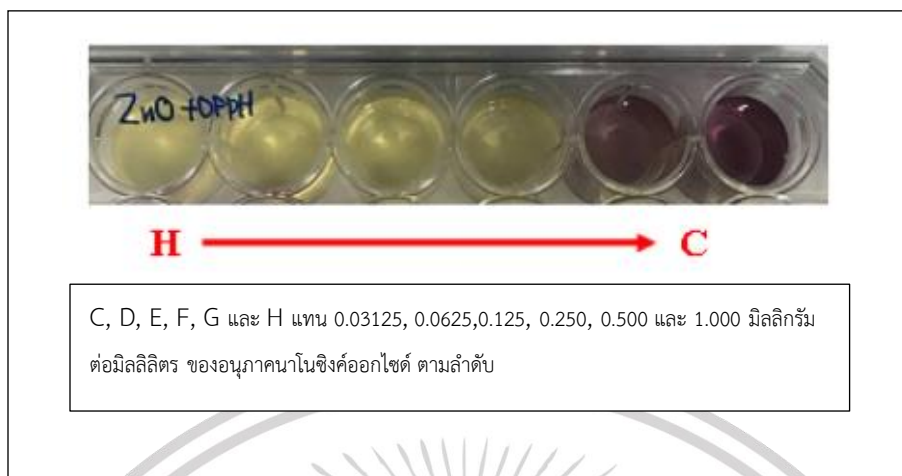 ZnO +DPPH
H C
C, D, E, F, G และ H แทน 0.03125, 0.0625,0.125, 0.250, 0.500 และ 1.000 มิลลิกรัม
ต่อมิลลิลิตร ของอนุภาคนาโนซิงค์ออกไซด์ ตามลำดับ